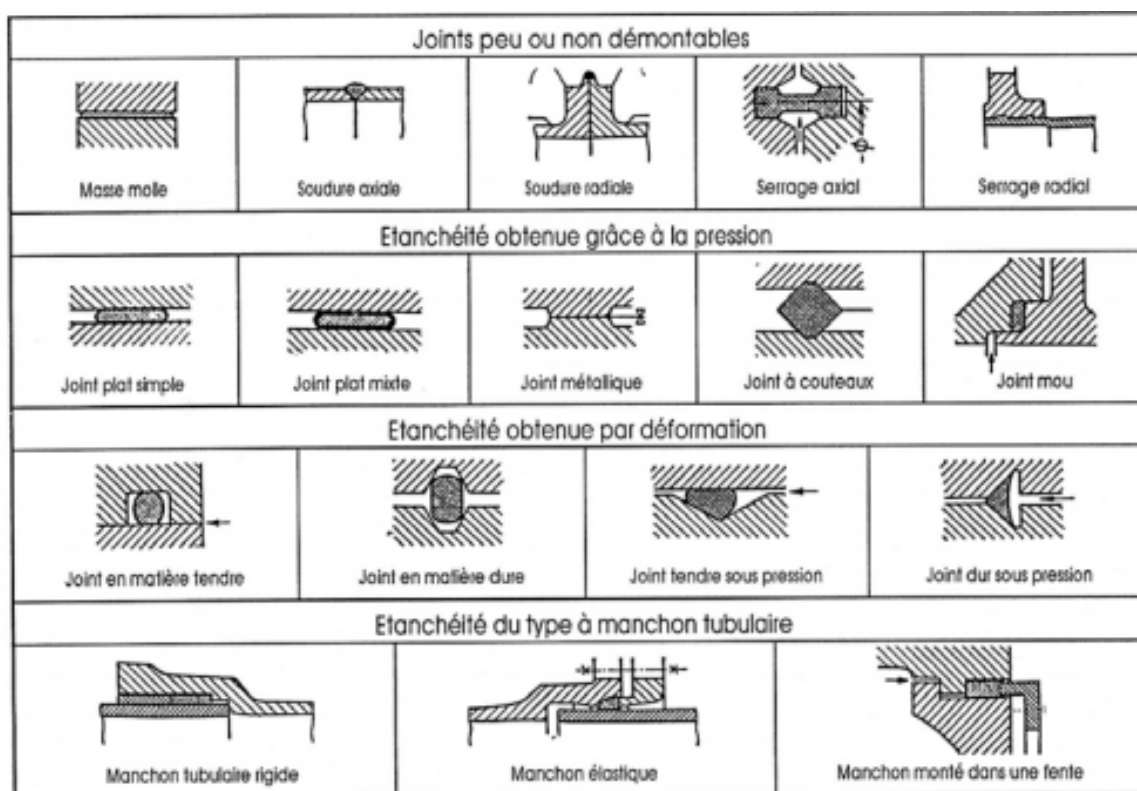 Joints peu ou non démontables
Masse molle
Soudure axiale
Soudure radiale
Serrage axial
Serrage radial
Etanchéité obtenue grâce à la pression
Joint plat simple
Joint plat mixte
Joint métallique
Joint à couteaux
Joint mou
Etanchéité obtenue par déformation
Joint en matière tendre
Joint en matière dure
Joint tendre sous pression
Joint dur sous pression
Etanchéité du type à manchon tubulaire
Manchon tubulaire rigide
Manchon élastique
Manchon monté dans une fente